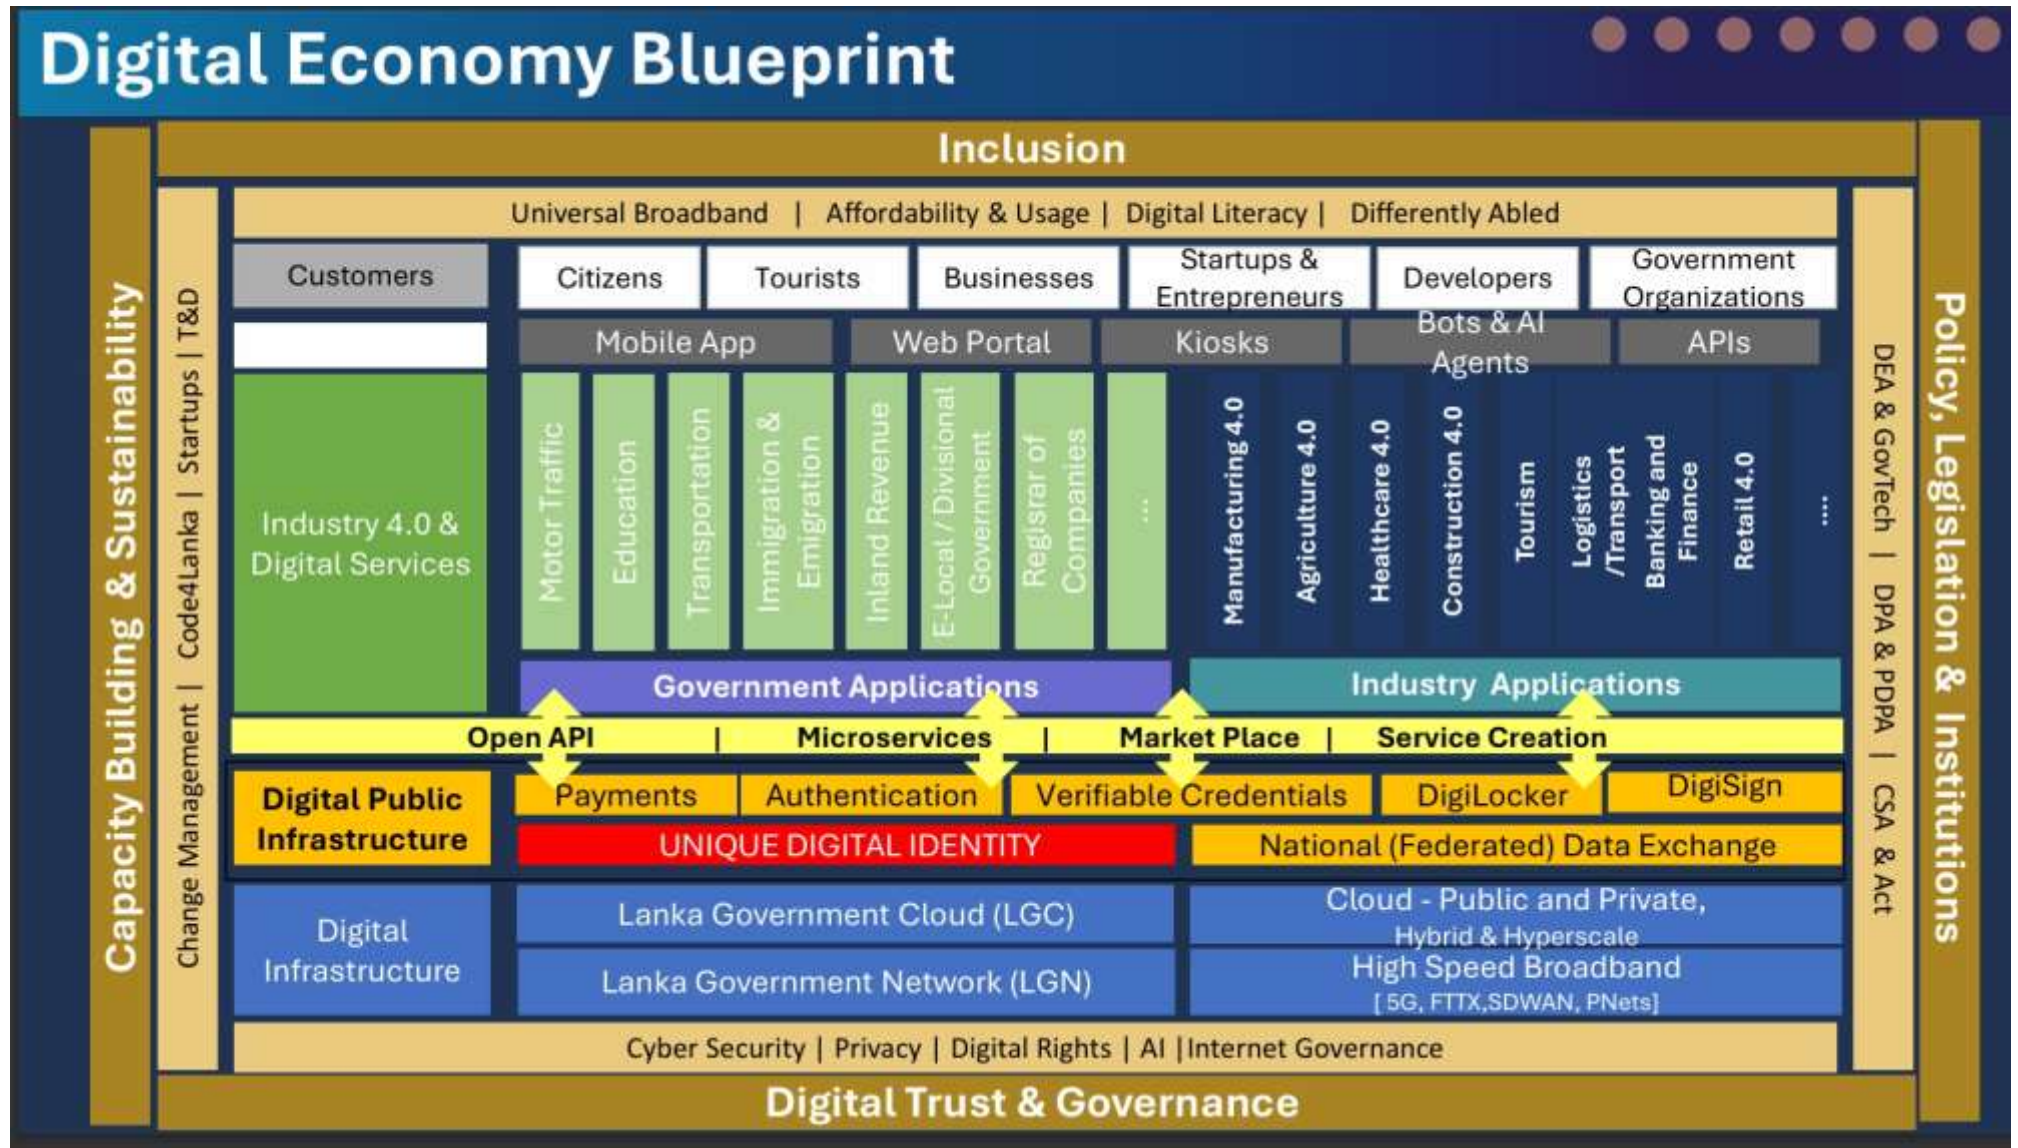 Digital Economy Blueprint
Inclusion
Universal Broadband | Affordability & Usage | Digital Literacy | Differently Abled
Capacity Building & Sustainability
Change Management | Code4Lanka | Startups | T&D
Customers
Citizens
Tourists
Businesses
Startups &
Entrepreneurs
Developers
Government
Organizations
Mobile App
Web Portal
Kiosks
Bots & AI
Agents
APIs
Industry 4.0 &
Digital Services
Motor Traffic
Education
Transportation
Immigration &
Emigration
Inland Revenue
E-Local / Divisional
Government
Regisrar of
Companies
...
Manufacturing 4.0
Agriculture 4.0
Healthcare 4.0
Construction 4.0
Tourism
Logistics
/Transport
Banking and
Finance
Retail 4.0
....
Government Applications
Industry Applications
Open API | Microservices | Market Place | Service Creation
Digital Public
Infrastructure
Payments
Authentication
Verifiable Credentials
DigiLocker
DigiSign
UNIQUE DIGITAL IDENTITY
National (Federated) Data Exchange
Digital
Infrastructure
Lanka Government Cloud (LGC)
Cloud - Public and Private,
Hybrid & Hyperscale
Lanka Government Network (LGN)
High Speed Broadband
[ 5G, FTTX,SDWAN, PNets]
DEA & GovTech | DPA & PDPA | CSA & Act
Policy, Legislation & Institutions
Cyber Security | Privacy | Digital Rights | AI |Internet Governance
Digital Trust & Governance